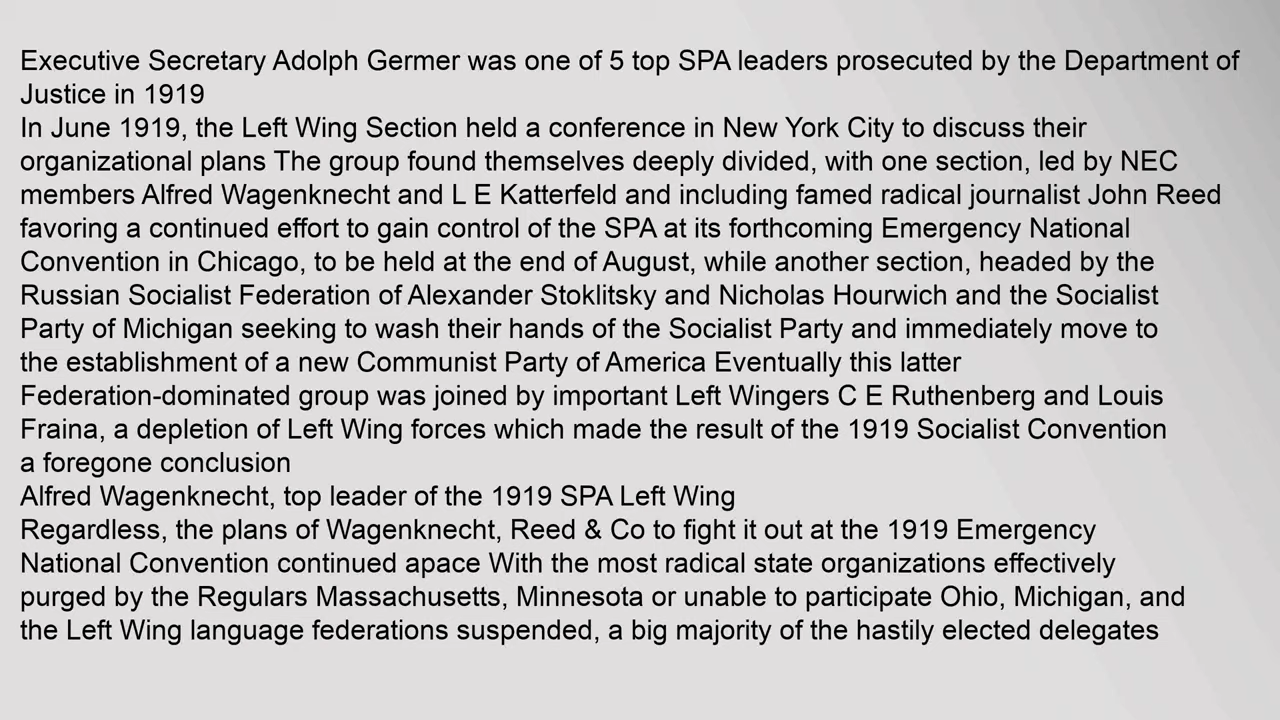 Executive Secretary Adolph Germer was one of 5 top SPA leaders prosecuted by the Department of
Justice in 1919
In June 1919, the Left Wing Section held a conference in New York City to discuss their
organizational plans The group found themselves deeply divided, with one section, led by NEC
members Alfred Wagenknecht and L E Katterfeld and including famed radical journalist John Reed
favoring a continued effort to gain control of the SPA at its forthcoming Emergency National
Convention in Chicago, to be held at the end of August, while another section, headed by the
Russian Socialist Federation of Alexander Stoklitsky and Nicholas Hourwich and the Socialist
Party of Michigan seeking to wash their hands of the Socialist Party and immediately move to
the establishment of a new Communist Party of America Eventually this latter
Federation-dominated group was joined by important Left Wingers C E Ruthenberg and Louis
Fraina, a depletion of Left Wing forces which made the result of the 1919 Socialist Convention
a foregone conclusion
Alfred Wagenknecht, top leader of the 1919 SPA Left Wing
Regardless, the plans of Wagenknecht, Reed & Co to fight it out at the 1919 Emergency
National Convention continued apace With the most radical state organizations effectively
purged by the Regulars Massachusetts, Minnesota or unable to participate Ohio, Michigan, and
the Left Wing language federations suspended, a big majority of the hastily elected delegates